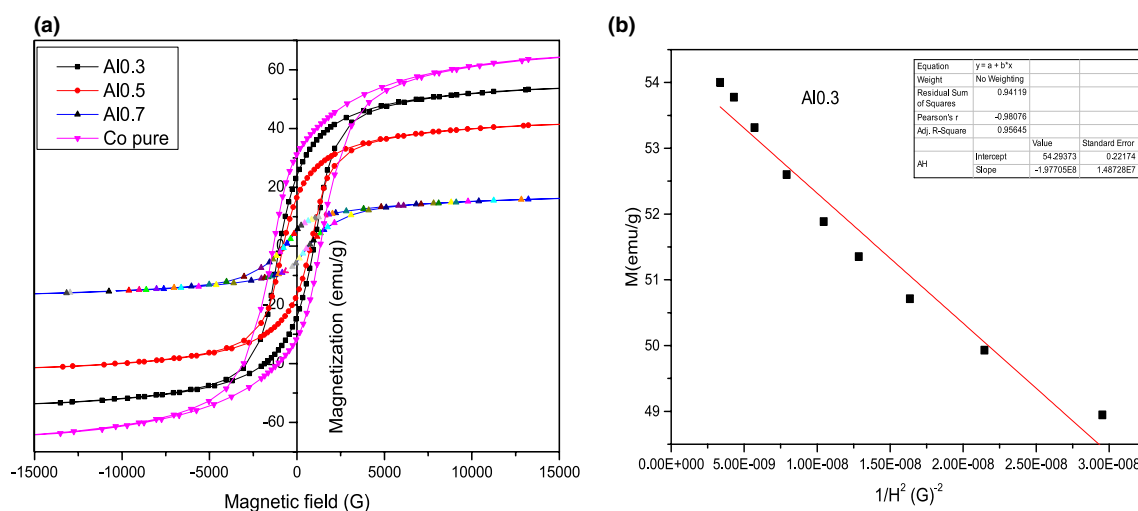 (a)
Al0.3
Al0.5
Al0.7
Co pure
60
40
20
0
-20
-40
-60
Magnetization (emu/g)
-15000 -10000 -5000 0 5000 10000 15000
Magnetic field (G)
(b)
Al0.3
Equation y = a + b*x
Weight No Weighting
Residual Sum of Squares 0.94119
Pearson's r -0.98076
Adj. R-Square 0.95645
Value Standard Error
AH Intercept 54.29373 0.22174
Slope -1.97705E8 1.48728E7
54
53
52
51
50
49
M(emu/g)
0.000E+000 5.00E-009 1.00E-008 1.50E-008 2.00E-008 2.50E-008 3.00E-008
1/H² (G)⁻²